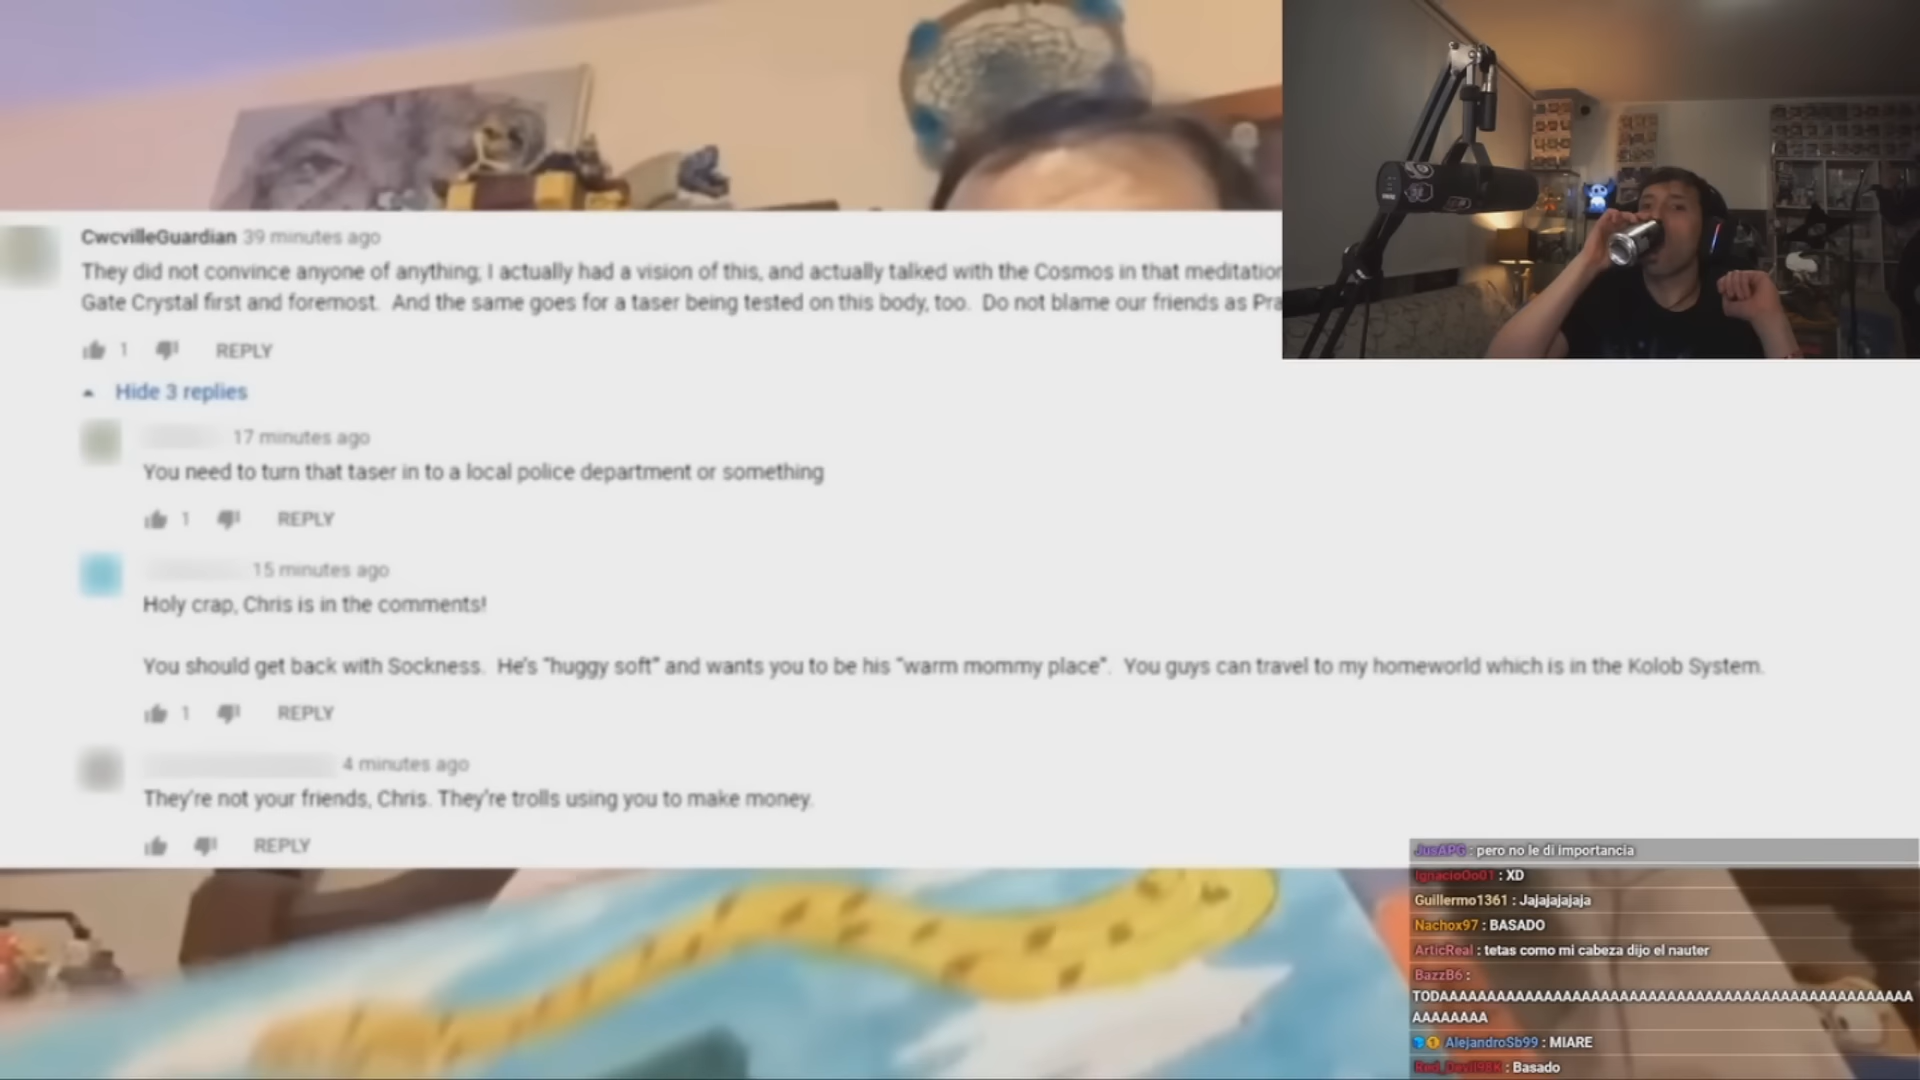 CwcvilleGuardian 39 minutes ago
They did not convince anyone of anything; I actually had a vision of this, and actually talked with the Cosmos in that meditation
Gate Crystal first and foremost. And the same goes for a taser being tested on this body, too. Do not blame our friends as Pra
1 REPLY
Hide 3 replies
17 minutes ago
You need to turn that taser in to a local police department or something
1 REPLY
15 minutes ago
Holy crap, Chris is in the comments!
You should get back with Sockness. He's "huggy soft" and wants you to be his "warm mommy place". You guys can travel to my homeworld which is in the Kolob System.
1 REPLY
4 minutes ago
They're not your friends, Chris. They're trolls using you to make money.
REPLY
JusAPG : pero no le di importancia
IgnacioOo01 : XD
Guillermo1361 : Jajajajajaja
Nachox97 : BASADO
ArticReal : tetas como mi cabeza dijo el nauter
BazzB6 :
TODAAAAAAAAAAAAAAAAAAAAAAAAAAAAAAAAAAAAAAAAAAAAAAAAA
AAAAAAAA
AlejandroSb99 : MIARE
Red_Devil98K : Basado